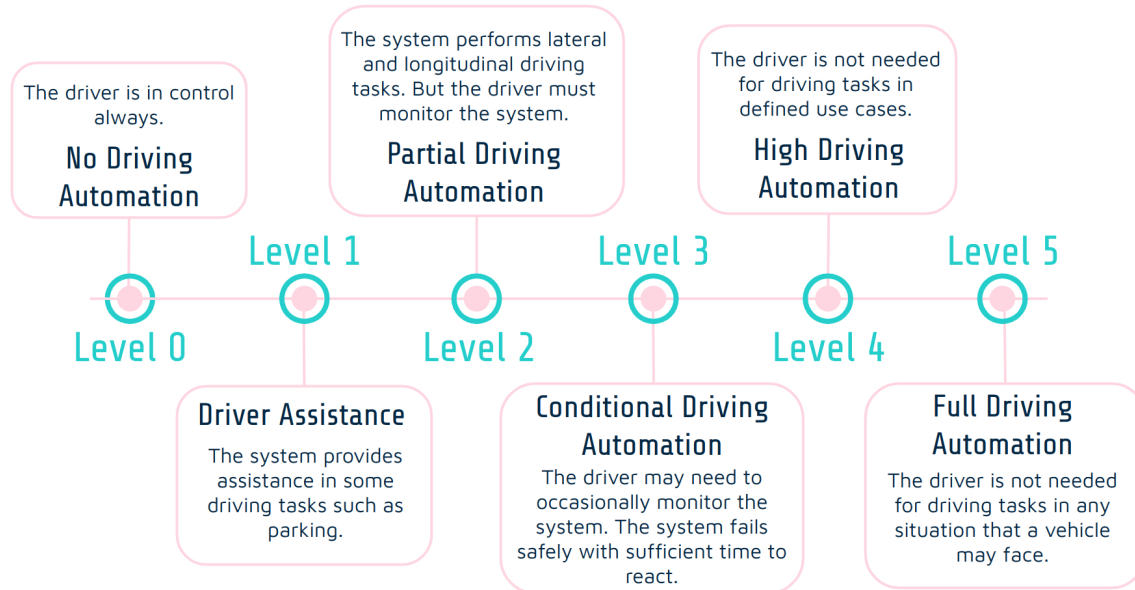 The driver is in control
always.
No Driving
Automation
Level 0
Level 1
Driver Assistance
The system provides
assistance in some
driving tasks such as
parking.
The system performs lateral
and longitudinal driving
tasks. But the driver must
monitor the system.
Partial Driving
Automation
Level 2
Level 3
Conditional Driving
Automation
The driver may need to
occasionally monitor the
system. The system fails
safely with sufficient time to
react.
The driver is not needed
for driving tasks in
defined use cases.
High Driving
Automation
Level 4
Level 5
Full Driving
Automation
The driver is not needed
for driving tasks in any
situation that a vehicle
may face.